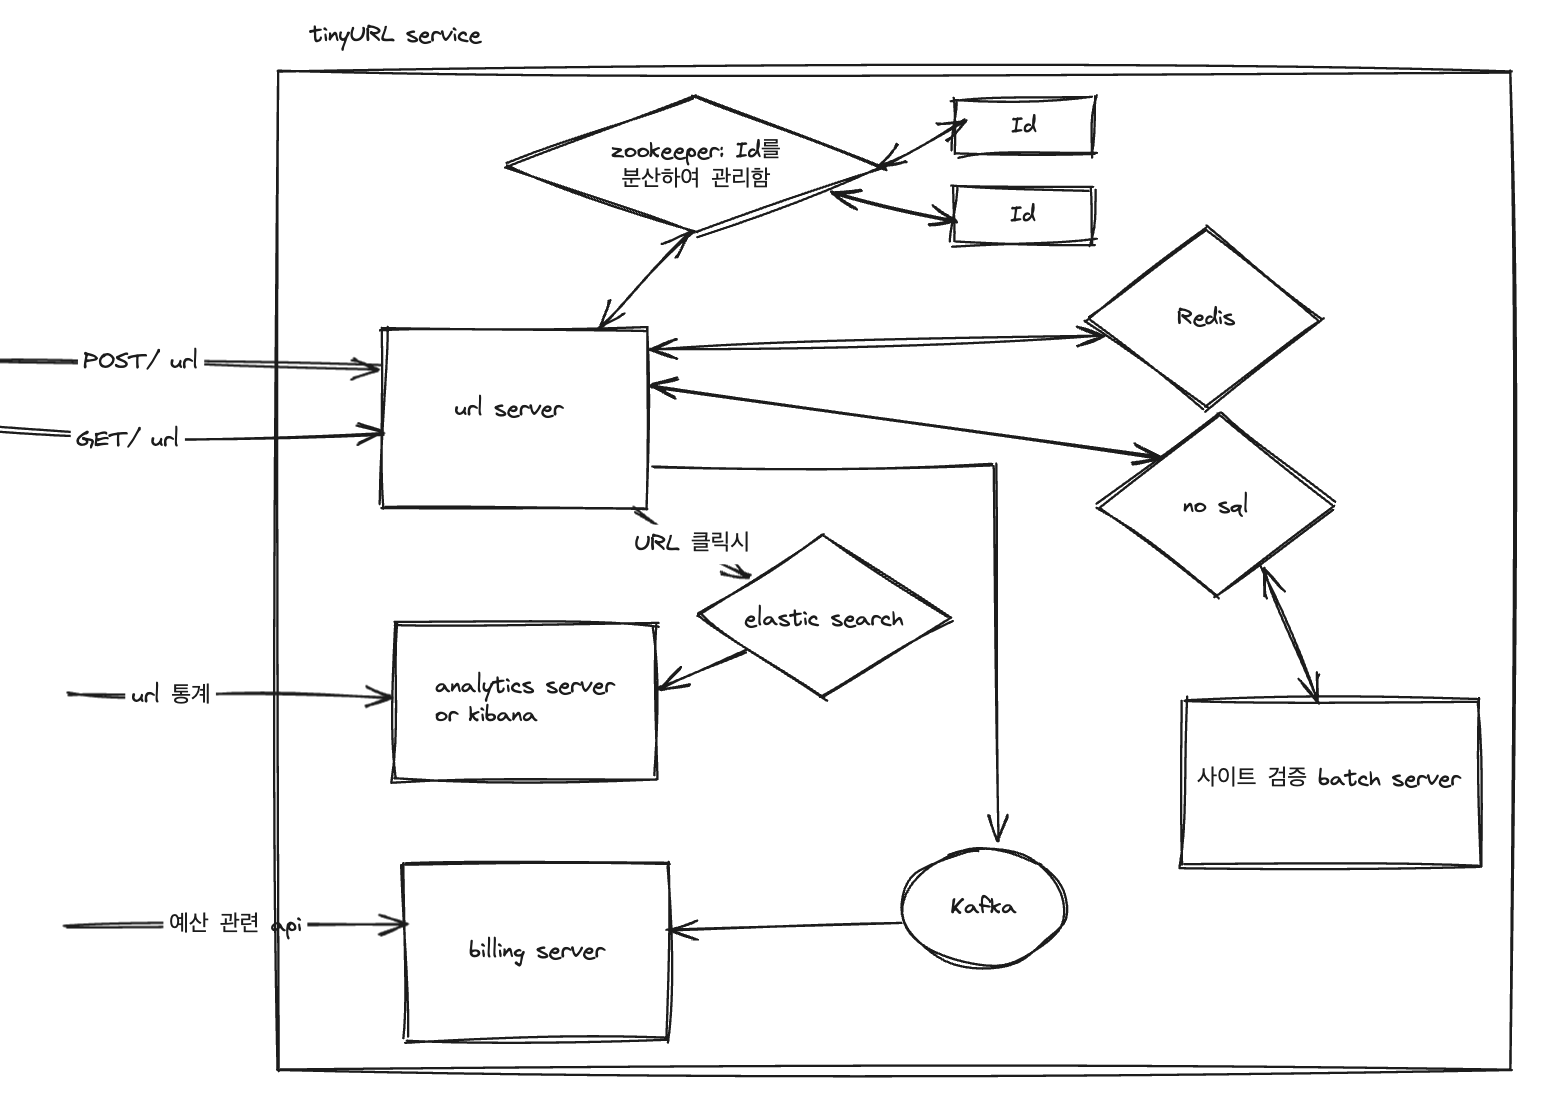 tinyURL service
zookeeper: Id를
분산하여 관리함
Id
Id
Redis
POST/ url
url server
GET/ url
no sql
URL 클릭시
elastic search
url 통계
analytics server
or kibana
사이트 검증 batch server
예산 관련 api
billing server
Kafka